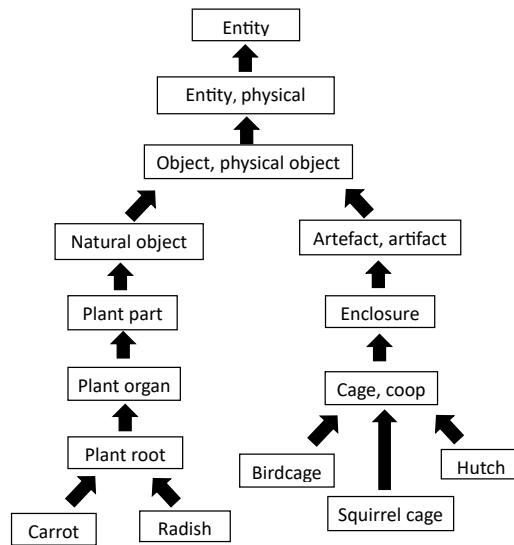 Entity
Entity, physical
Object, physical object
Natural object
Artefact, artifact
Plant part
Enclosure
Plant organ
Cage, coop
Plant root
Birdcage
Hutch
Carrot
Radish
Squirrel cage